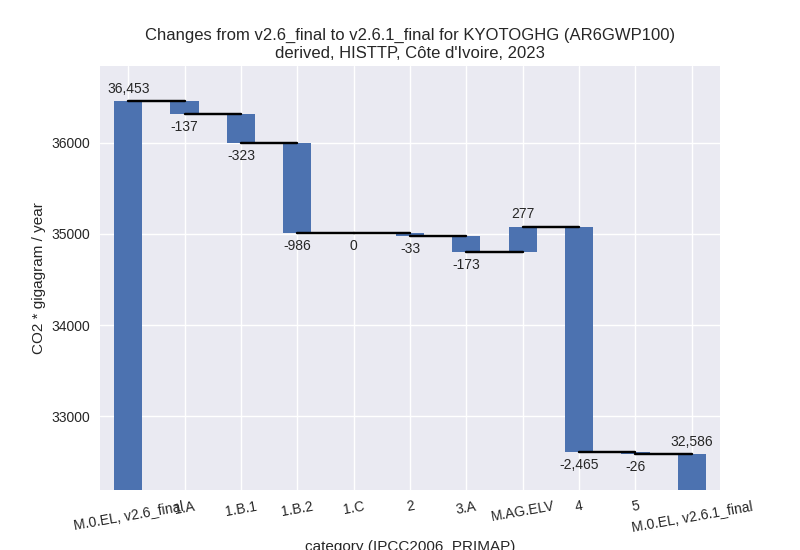 Changes from v2.6_final to v2.6.1_final for KYOTOGHG (AR6GWP100)
derived, HISTTP, Côte d'Ivoire, 2023
CO2 * gigagram / year
36000
35000
34000
33000
36,453
-137
-323
-986
0
-33
-173
277
-2,465
-26
32,586
M.0.EL, v2.6_final
1.A
1.B.1
1.B.2
1.C
2
3.A
M.AG.ELV
4
5
M.0.EL, v2.6.1_final
category (IPCC2006_PRIMAP)